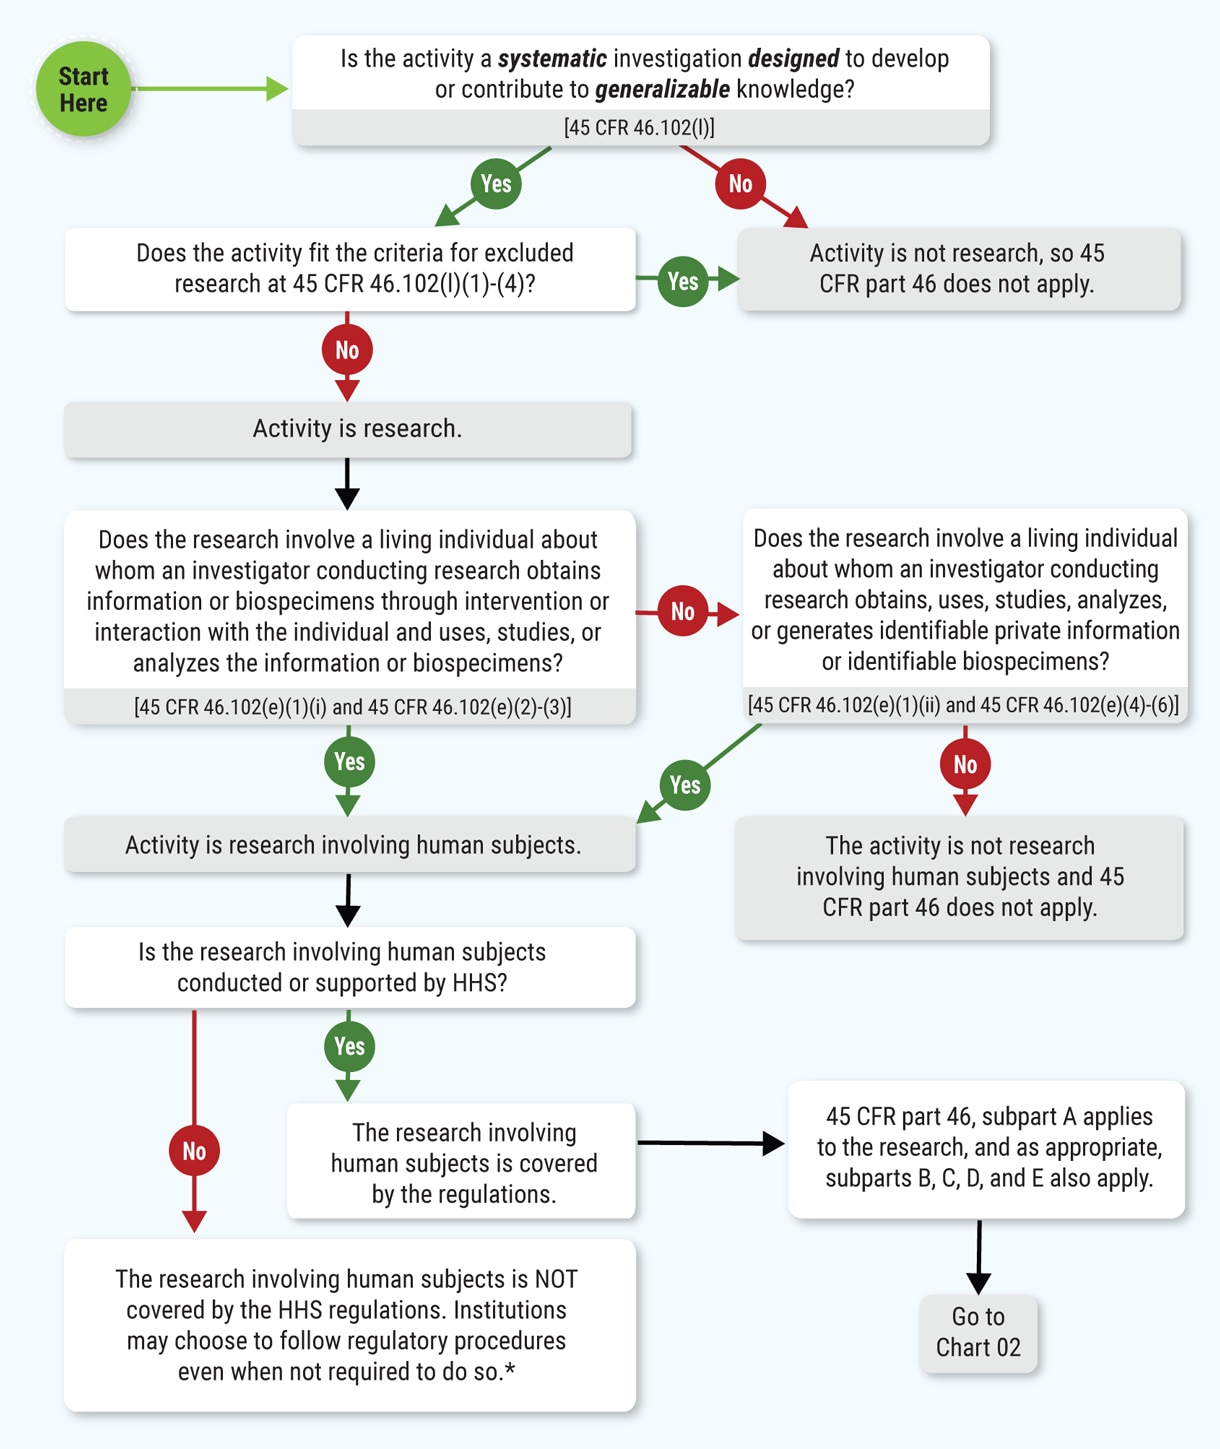 Start
Here
Is the activity a systematic investigation designed to develop
or contribute to generalizable knowledge?
[45 CFR 46.102(l)]
Yes
No
Does the activity fit the criteria for excluded
research at 45 CFR 46.102(l)(1)-(4)?
Yes
Activity is not research, so 45
CFR part 46 does not apply.
No
Activity is research.
Does the research involve a living individual about
whom an investigator conducting research obtains
information or biospecimens through intervention or
interaction with the individual and uses, studies, or
analyzes the information or biospecimens?
[45 CFR 46.102(e)(1)(i) and 45 CFR 46.102(e)(2)-(3)]
No
Does the research involve a living individual
about whom an investigator conducting
research obtains, uses, studies, analyzes,
or generates identifiable private information
or identifiable biospecimens?
[45 CFR 46.102(e)(1)(ii) and 45 CFR 46.102(e)(4)-(6)]
Yes
Yes
No
Activity is research involving human subjects.
The activity is not research
involving human subjects and 45
CFR part 46 does not apply.
Is the research involving human subjects
conducted or supported by HHS?
Yes
No
The research involving
human subjects is covered
by the regulations.
45 CFR part 46, subpart A applies
to the research, and as appropriate,
subparts B, C, D, and E also apply.
The research involving human subjects is NOT
covered by the HHS regulations. Institutions
may choose to follow regulatory procedures
even when not required to do so.*
Go to
Chart 02